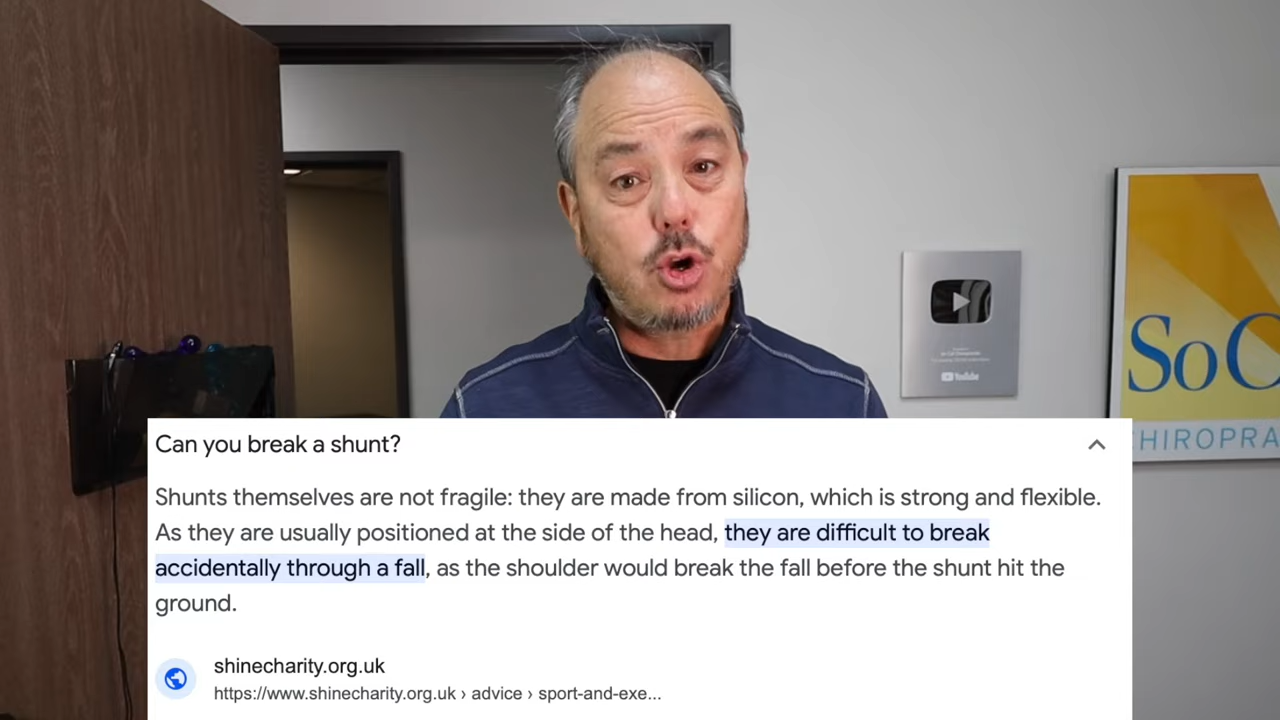 YouTube
SoC
CHIROPRA
Can you break a shunt?
Shunts themselves are not fragile: they are made from silicon, which is strong and flexible.
As they are usually positioned at the side of the head, they are difficult to break
accidentally through a fall, as the shoulder would break the fall before the shunt hit the
ground.
shinecharity.org.uk
https://www.shinecharity.org.uk › advice › sport-and-exe...